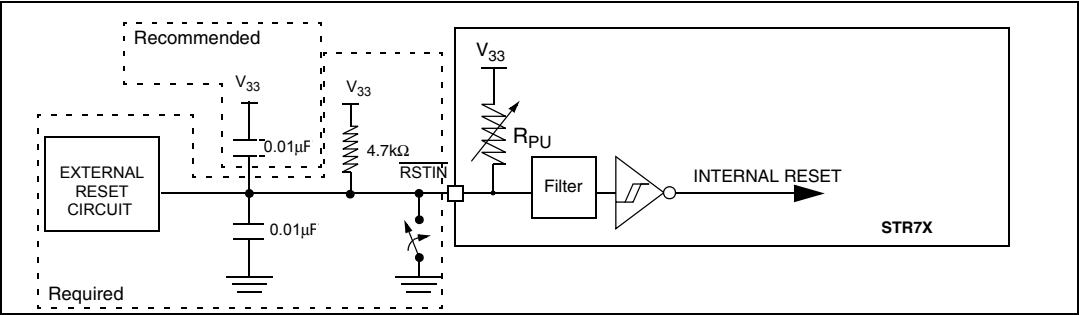 Recommended
V33
0.01μF
V33
4.7kΩ
EXTERNAL
RESET
CIRCUIT
0.01μF
Required
RSTIN
V33
RPU
Filter
INTERNAL RESET
STR7X